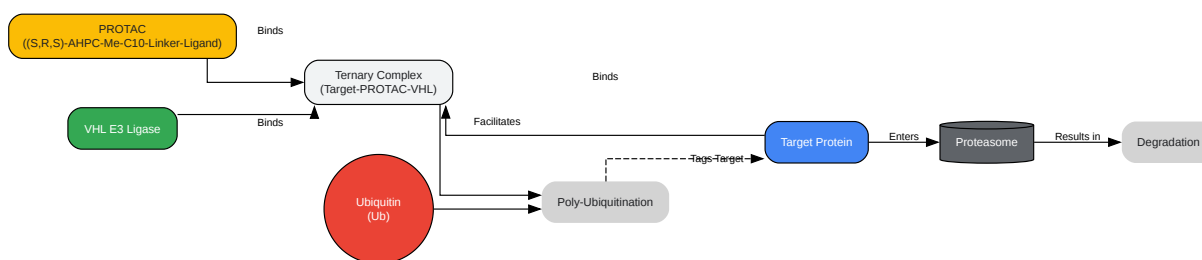 PROTAC
((S,R,S)-AHPC-Me-C10-Linker-Ligand)
Binds
Ternary Complex
(Target-PROTAC-VHL)
Binds
VHL E3 Ligase
Binds
Facilitates
Target Protein
Enters
Proteasome
Results in
Degradation
Tags Target
Ubiquitin
(Ub)
Poly-Ubiquitination